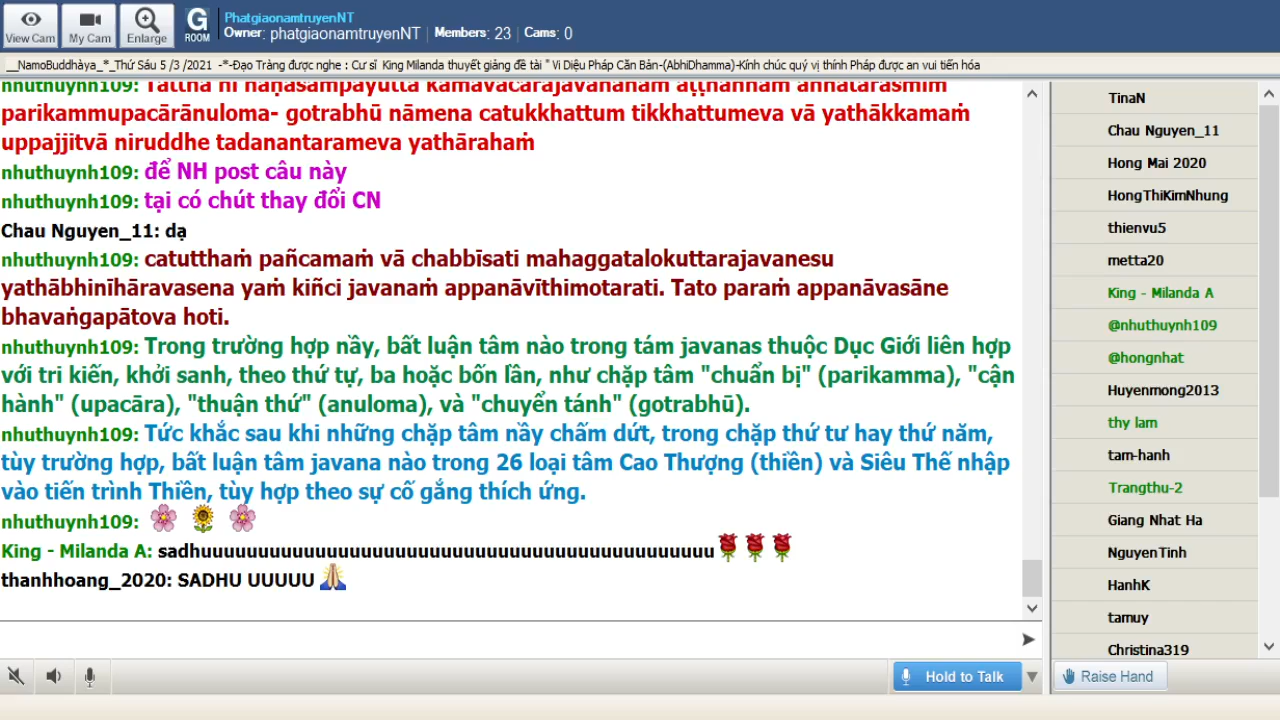 View Cam
My Cam
Enlarge
G
ROOM
PhatgiaonamtruyenNT
Owner: phatgiaonamtruyenNT | Members: 23 | Cams: 0
__NamoBuddhàya_*_Thứ Sáu 5 /3 /2021 -*-Đạo Tràng được nghe : Cư sĩ King Milanda thuyết giảng đề tài " Vi Diệu Pháp Căn Bản-(AbhiDhamma)-Kính chúc quý vị thính Pháp được an vui tiến hóa
nhuthuynh109: Tattha hi ñāṇasampayutta kāmāvacarajavanānaṁ aṭṭhannaṁ aññatarasmiṁ
parikammupacārānuloma- gotrabhū nāmena catukkhattum tikkhattumeva vā yathākkamaṁ
uppajjitvā niruddhe tadanantarameva yathārahaṁ
nhuthuynh109: để NH post câu này
nhuthuynh109: tại có chút thay đổi CN
Chau Nguyen_11: dạ
nhuthuynh109: catutthaṁ pañcamaṁ vā chabbīsati mahaggatalokuttarajavanesu
yathābhinīhāravasena yaṁ kiñci javanaṁ appanāvīthimotarati. Tato paraṁ appanāvasāne
bhavaṅgapātova hoti.
nhuthuynh109: Trong trường hợp nầy, bất luận tâm nào trong tám javanas thuộc Dục Giới liên hợp
với tri kiến, khởi sanh, theo thứ tự, ba hoặc bốn lần, như chặp tâm "chuẩn bị" (parikamma), "cận
hành" (upacāra), "thuận thứ" (anuloma), và "chuyển tánh" (gotrabhū).
nhuthuynh109: Tức khắc sau khi những chặp tâm nầy chấm dứt, trong chặp thứ tư hay thứ năm,
tùy trường hợp, bất luận tâm javana nào trong 26 loại tâm Cao Thượng (thiền) và Siêu Thế nhập
vào tiến trình Thiền, tùy hợp theo sự cố gắng thích ứng.
nhuthuynh109: 🌸 🌻 🌸
King - Milanda A: sadhuuuuuuuuuuuuuuuuuuuuuuuuuuuuuuuuuuuuuuuuuuuuu🌹🌹🌹
thanhhoang_2020: SADHU UUUUU🙏
Hold to Talk
TinaN
Chau Nguyen_11
Hong Mai 2020
HongThiKimNhung
thienvu5
metta20
King - Milanda A
@nhuthuynh109
@hongnhat
Huyenmong2013
thy lam
tam-hanh
Trangthu-2
Giang Nhat Ha
NguyenTinh
HanhK
tamuy
Christina319
Raise Hand